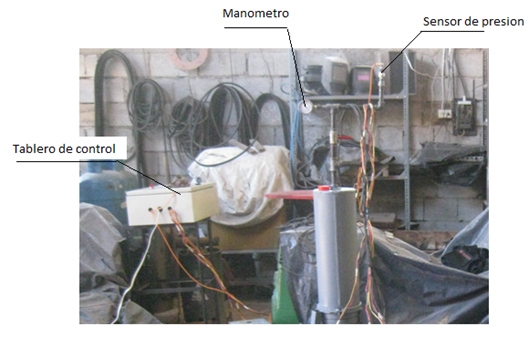 Manometro
Sensor de presion
Tablero de control